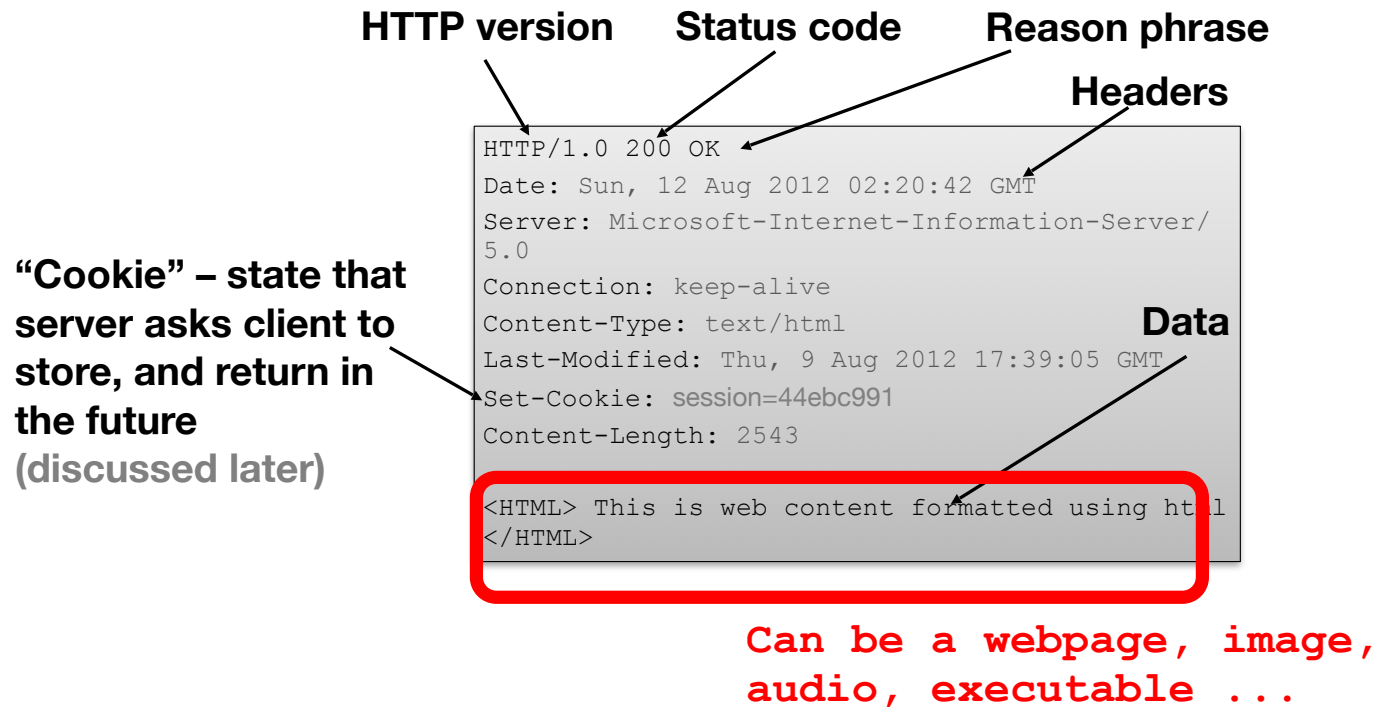 HTTP version Status code Reason phrase
Headers
HTTP/1.0 200 OK
Date: Sun, 12 Aug 2012 02:20:42 GMT
Server: Microsoft-Internet-Information-Server/
5.0
Connection: keep-alive
Content-Type: text/html
Last-Modified: Thu, 9 Aug 2012 17:39:05 GMT
Set-Cookie: session=44ebc991
Content-Length: 2543
<HTML> This is web content formatted using html
</HTML>
“Cookie” – state that
server asks client to
store, and return in
the future
(discussed later)
Data
Can be a webpage, image,
audio, executable ...